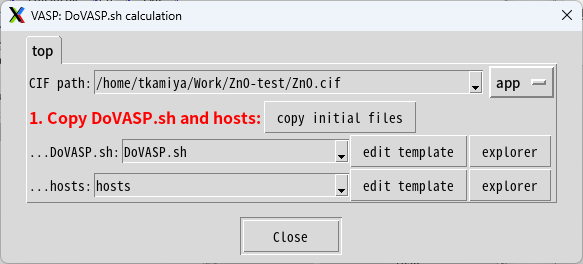 VASP: DoVASP.sh calculation
top
CIF path: /home/tkamiya/Work/ZnO-test/ZnO.cif app
1. Copy DoVASP.sh and hosts: copy initial files
...DoVASP.sh: DoVASP.sh edit template explorer
...hosts: hosts edit template explorer
Close